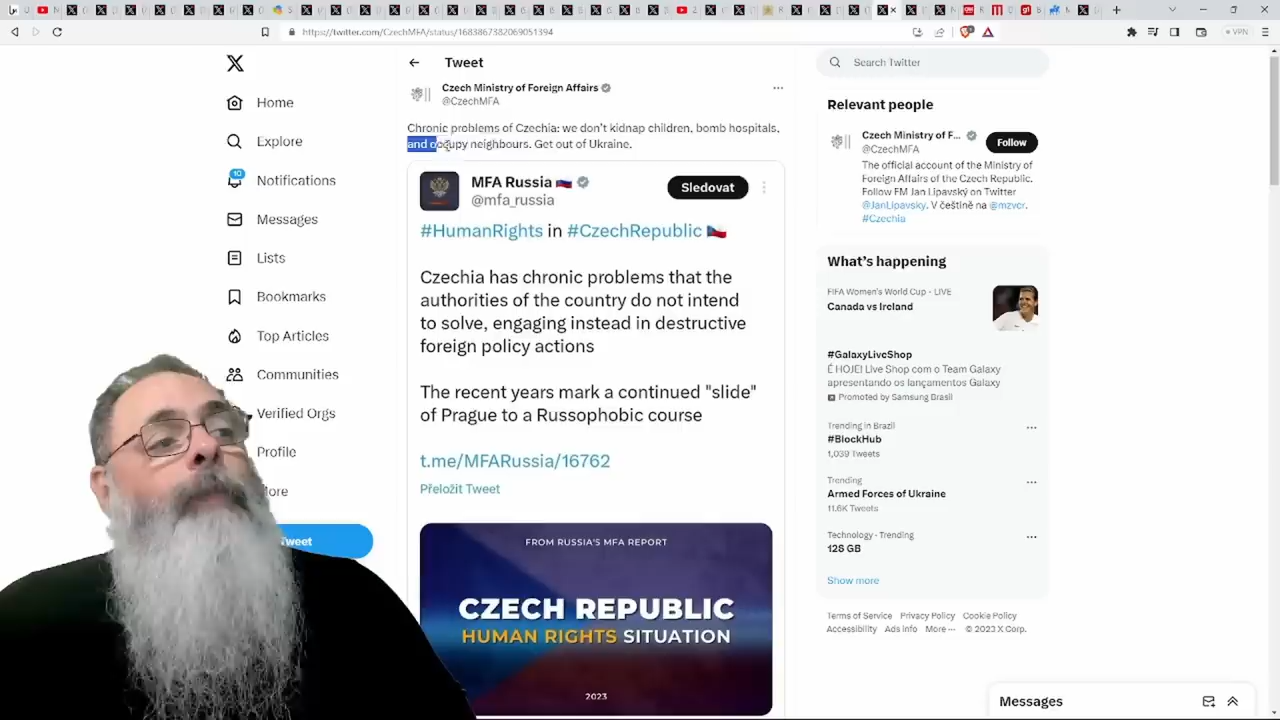 https://twitter.com/CzechMFA/status/1683867382069051394
VPN
Home
Explore
10
Notifications
Messages
Lists
Bookmarks
Top Articles
Communities
Verified Orgs
Profile
Tweet
Czech Ministry of Foreign Affairs
@CzechMFA
Chronic problems of Czechia: we don't kidnap children, bomb hospitals,
and occupy neighbours. Get out of Ukraine.
MFA Russia
@mfa_russia
Sledovat
#HumanRights in #CzechRepublic
Czechia has chronic problems that the
authorities of the country do not intend
to solve, engaging instead in destructive
foreign policy actions
The recent years mark a continued "slide"
of Prague to a Russophobic course
t.me/MFARussia/16762
Přeložit Tweet
FROM RUSSIA'S MFA REPORT
CZECH REPUBLIC
HUMAN RIGHTS SITUATION
2023
Search Twitter
Relevant people
Czech Ministry of F...
@CzechMFA
Follow
The official account of the Ministry of
Foreign Affairs of the Czech Republic.
Follow FM Jan Lipavský on Twitter
@JanLipavsky. V češtině na @mzvcr.
#Czechia
What's happening
FIFA Women's World Cup · LIVE
Canada vs Ireland
#GalaxyLiveShop
É HOJE! Live Shop com o Team Galaxy
apresentando os lançamentos Galaxy
Promoted by Samsung Brasil
Trending in Brazil
#BlockHub
1,039 Tweets
Trending
Armed Forces of Ukraine
11.6K Tweets
Technology · Trending
128 GB
Show more
Terms of Service Privacy Policy Cookie Policy
Accessibility Ads info More ··· © 2023 X Corp.
Messages